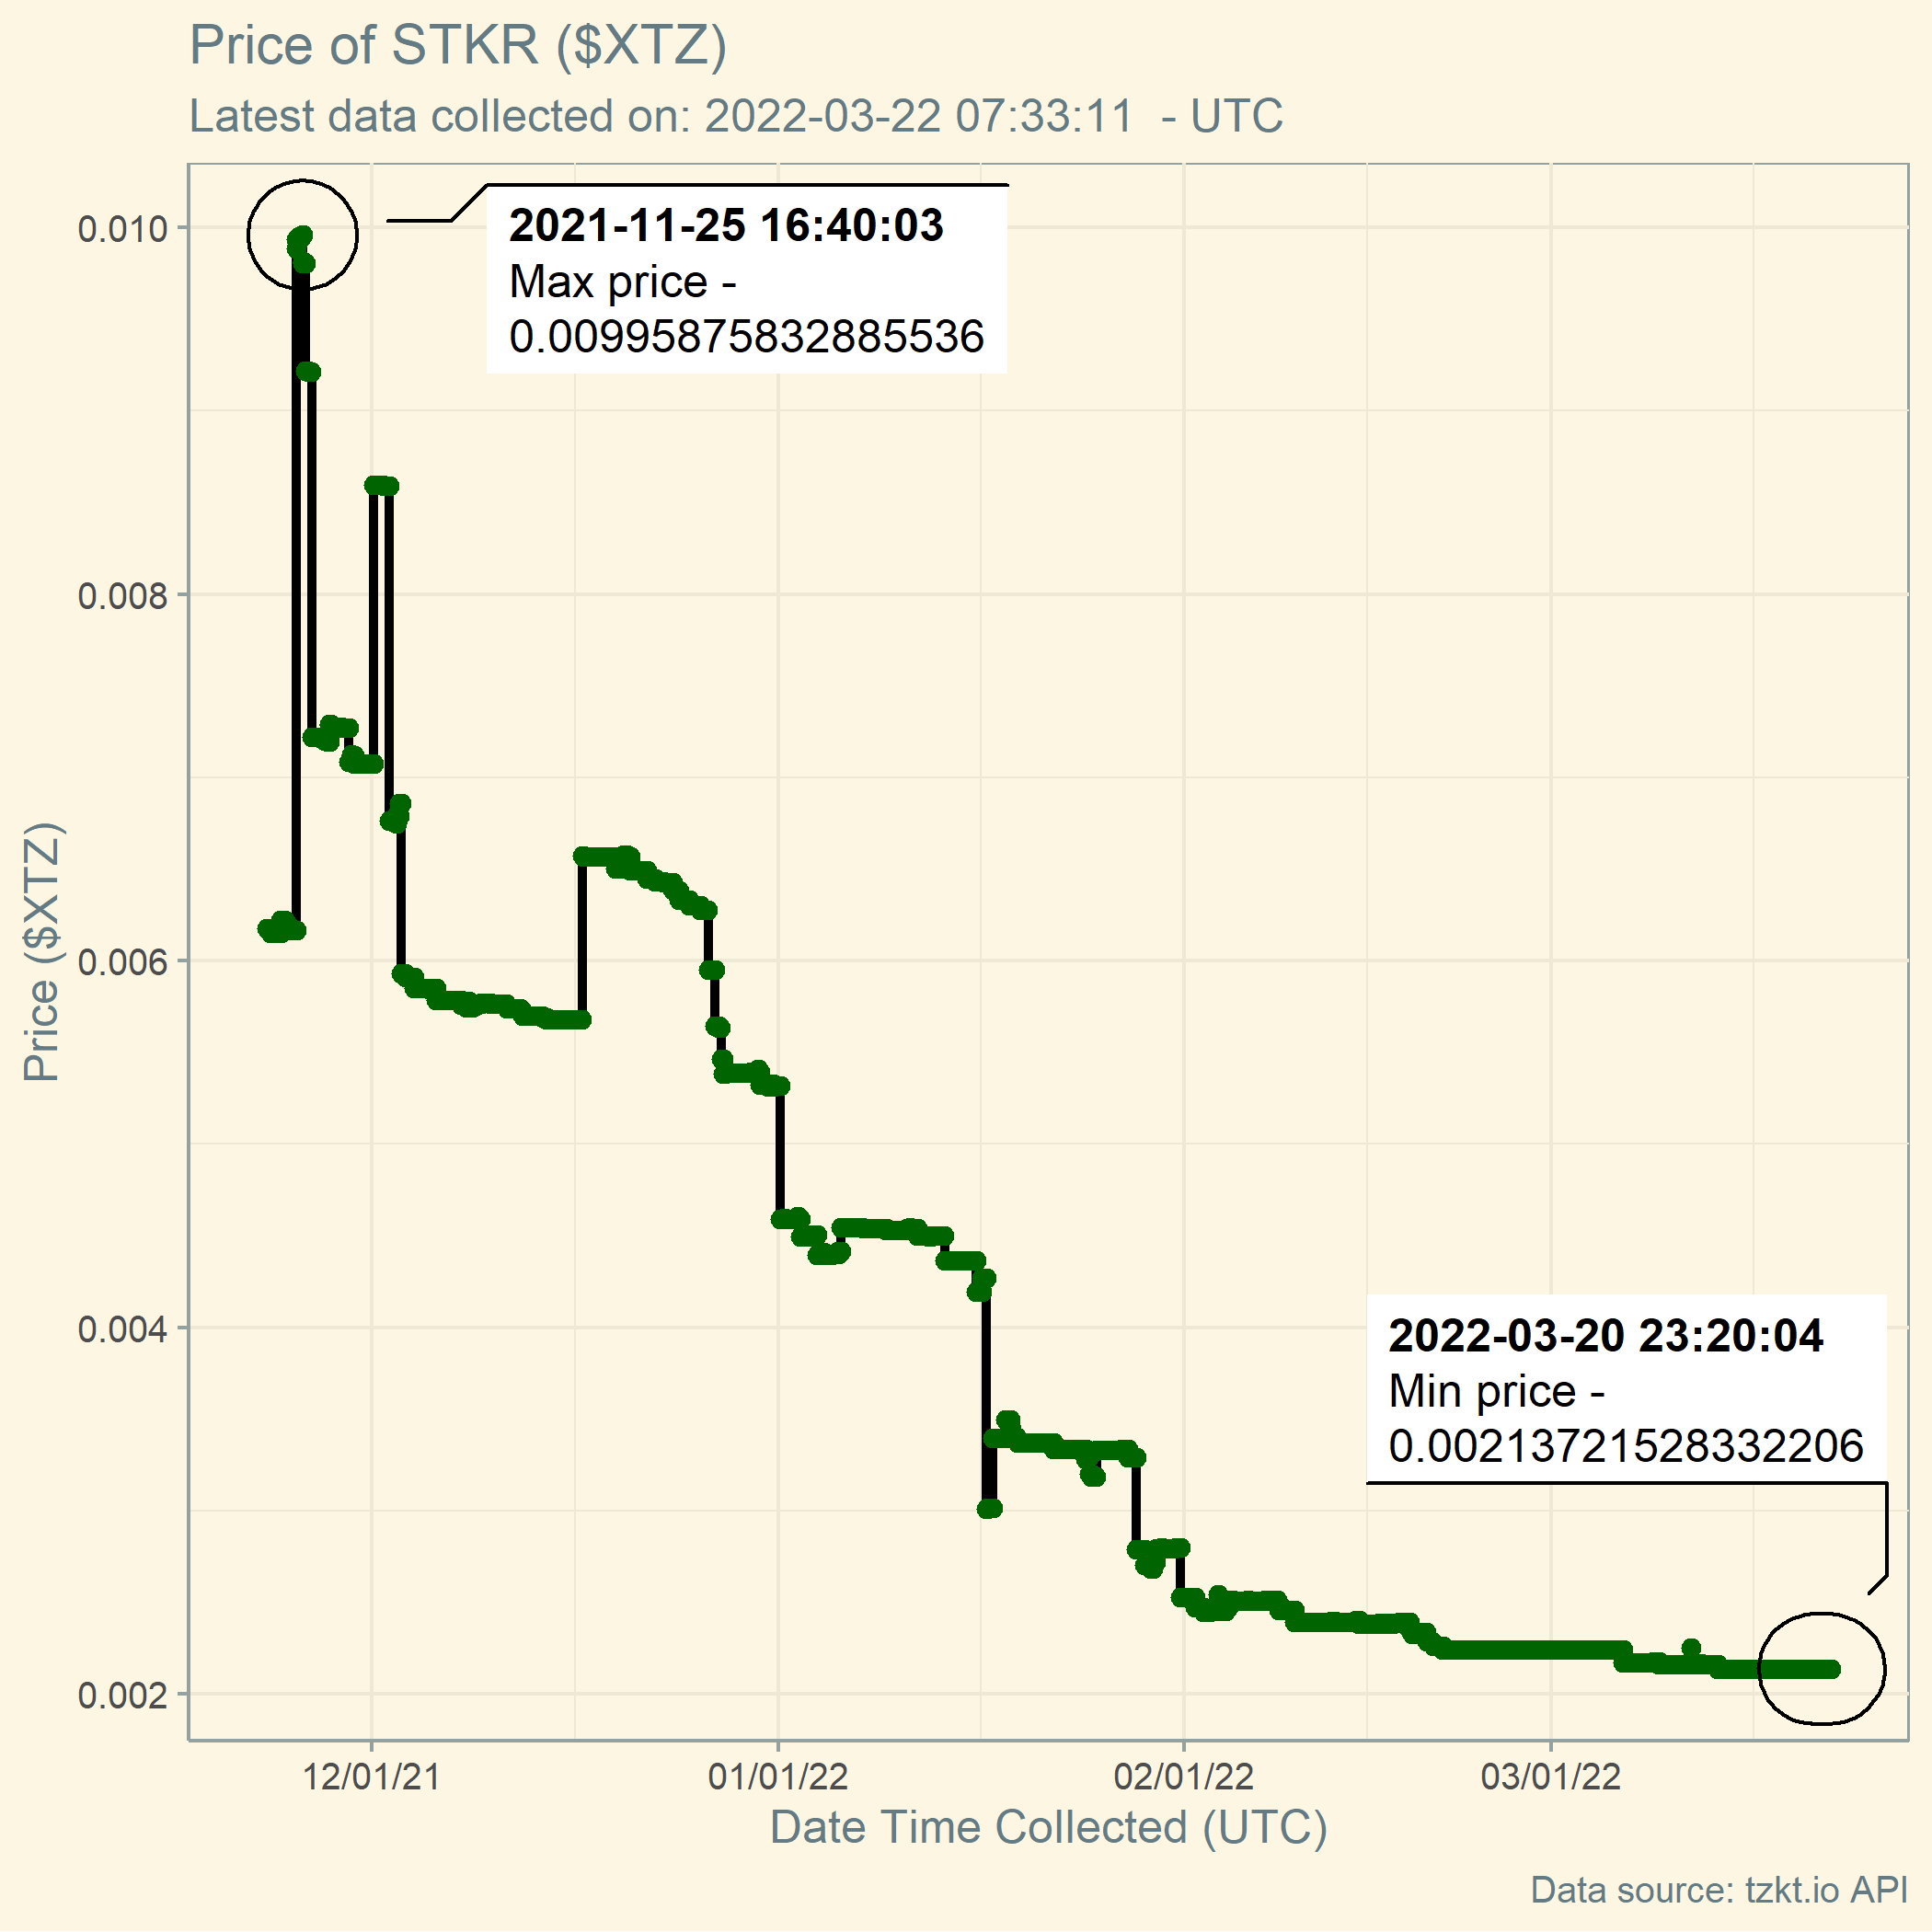 Price of STKR ($XTZ)
Latest data collected on: 2022-03-22 07:33:11 - UTC
2021-11-25 16:40:03
Max price -
0.00995875832885536
0.010
0.008
0.006
0.004
0.002
Price ($XTZ)
2022-03-20 23:20:04
Min price -
0.00213721528332206
12/01/21
01/01/22
02/01/22
03/01/22
Date Time Collected (UTC)
Data source: tzkt.io API